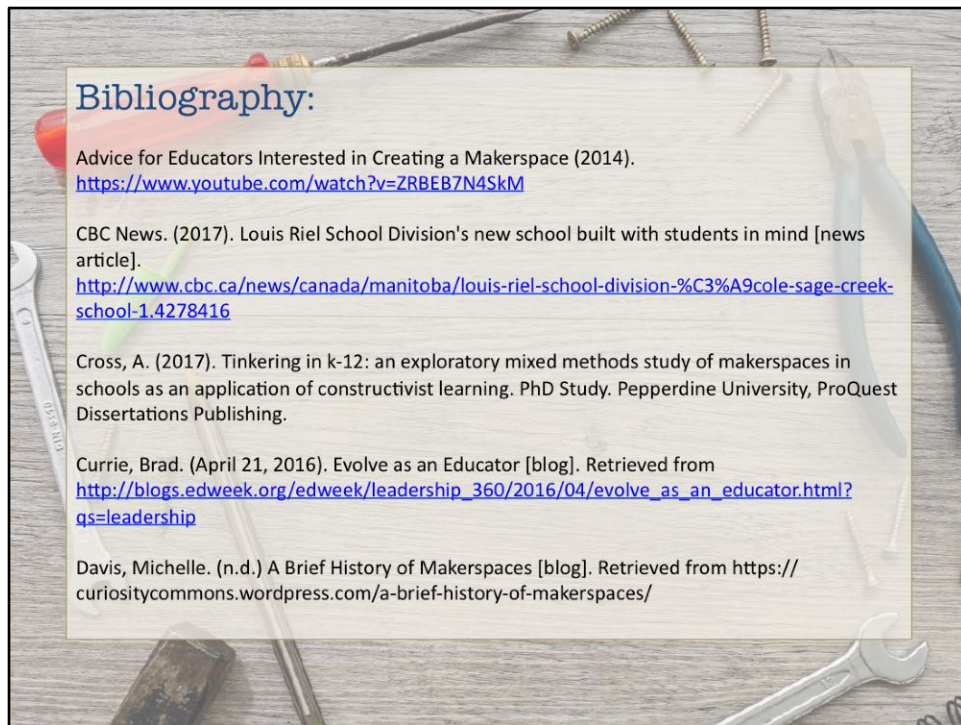 Bibliography:
Advice for Educators Interested in Creating a Makerspace (2014).
https://www.youtube.com/watch?v=ZRBEB7N4SkM
CBC News. (2017). Louis Riel School Division's new school built with students in mind [news
article].
http://www.cbc.ca/news/canada/manitoba/louis-riel-school-division-%C3%A9cole-sage-creek-
school-1.4278416
Cross, A. (2017). Tinkering in k-12: an exploratory mixed methods study of makerspaces in
schools as an application of constructivist learning. PhD Study. Pepperdine University, ProQuest
Dissertations Publishing.
Currie, Brad. (April 21, 2016). Evolve as an Educator [blog]. Retrieved from
http://blogs.edweek.org/edweek/leadership_360/2016/04/evolve_as_an_educator.html?
qs=leadership
Davis, Michelle. (n.d.) A Brief History of Makerspaces [blog]. Retrieved from https://
curiositycommons.wordpress.com/a-brief-history-of-makerspaces/